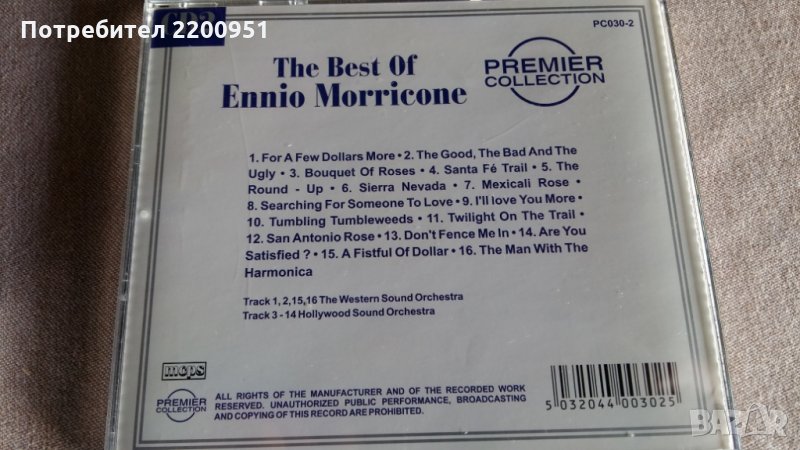 Потребител 2200951
CD2
PC030-2
The Best Of
Ennio Morricone
PREMIER
COLLECTION
1. For A Few Dollars More • 2. The Good, The Bad And The
Ugly • 3. Bouquet Of Roses • 4. Santa Fé Trail • 5. The
Round - Up • 6. Sierra Nevada • 7. Mexicali Rose •
8. Searching For Someone To Love • 9. I'll love You More •
10. Tumbling Tumbleweeds • 11. Twilight On The Trail •
12. San Antonio Rose • 13. Don't Fence Me In • 14. Are You
Satisfied ? • 15. A Fistful Of Dollar • 16. The Man With The
Harmonica
Track 1, 2,15,16 The Western Sound Orchestra
Track 3 - 14 Hollywood Sound Orchestra
mcps
PREMIER
COLLECTION
ALL RIGHTS OF THE MANUFACTURER AND OF THE RECORDED WORK
RESERVED. UNAUTHORIZED PUBLIC PERFORMANCE, BROADCASTING
AND COPYING OF THIS RECORD ARE PROHIBITED.
5 032044 003025
BAZAR